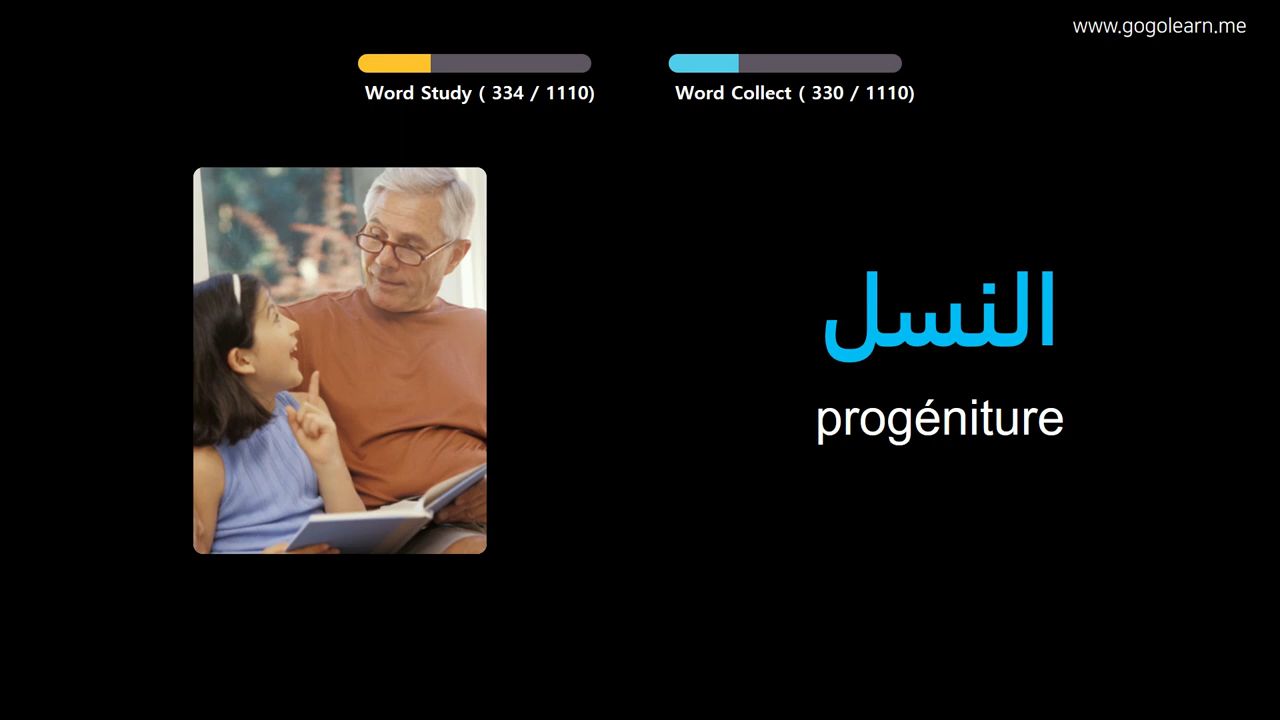 www.gogolearn.me
Word Study ( 334 / 1110)
Word Collect ( 330 / 1110)
النسل
progéniture